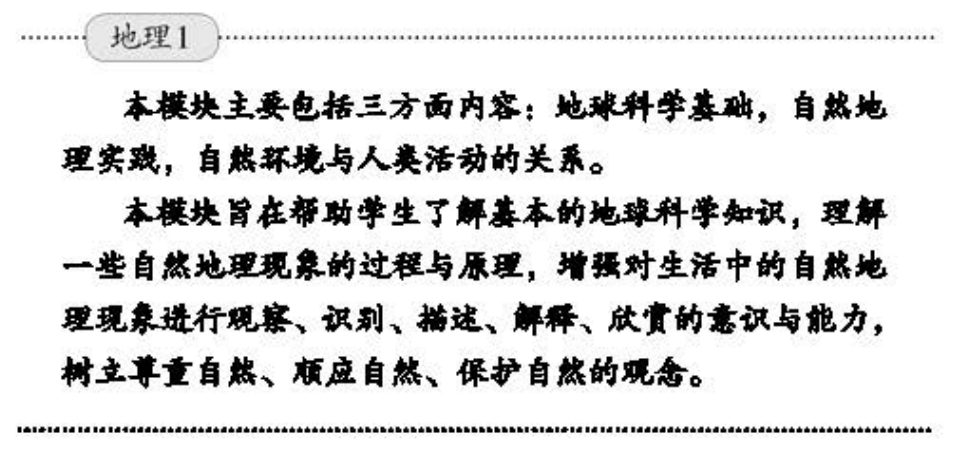 地理1
本模块主要包括三方面内容：地球科学基础，自然地
理实践，自然环境与人类活动的关系。
本模块旨在帮助学生了解基本的地球科学知识，理解
一些自然地理现象的过程与原理，增强对生活中的自然地
理现象进行观察、识别、描述、解释、欣赏的意识与能力，
树立尊重自然、顺应自然、保护自然的观念。